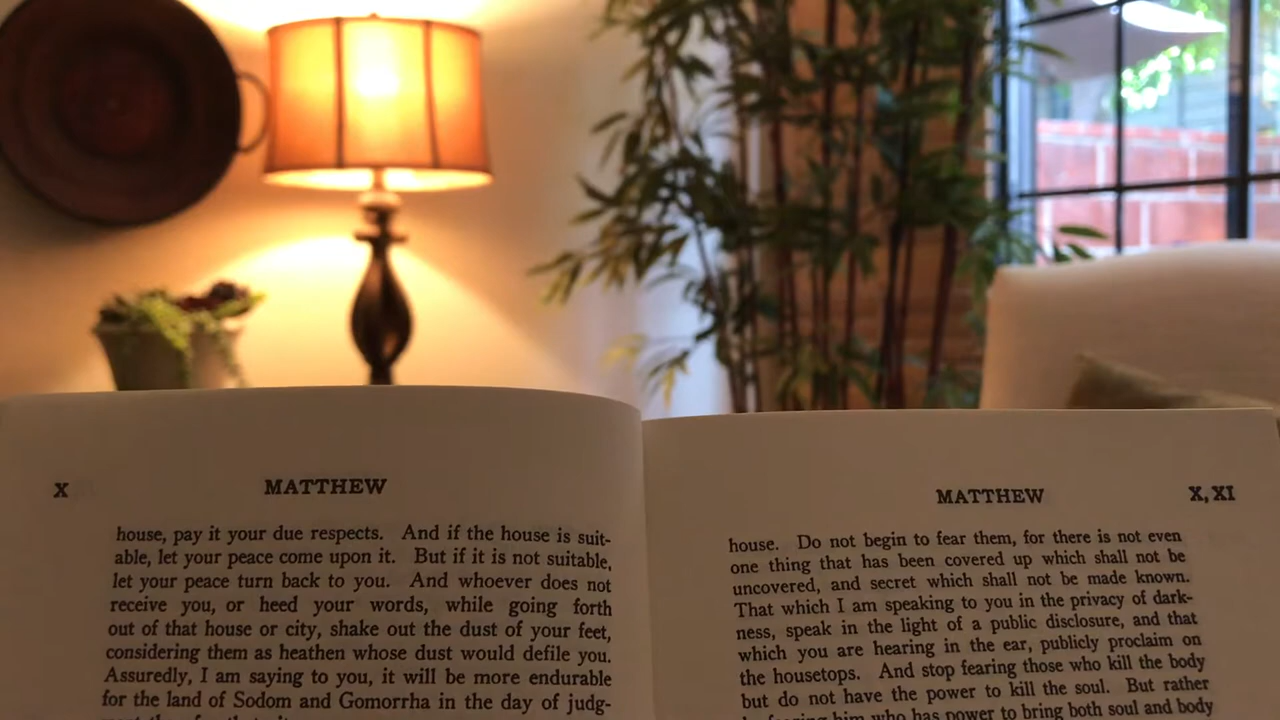 X
MATTHEW
house, pay it your due respects. And if the house is suit-
able, let your peace come upon it. But if it is not suitable,
let your peace turn back to you. And whoever does not
receive you, or heed your words, while going forth
out of that house or city, shake out the dust of your feet,
considering them as heathen whose dust would defile you.
Assuredly, I am saying to you, it will be more endurable
for the land of Sodom and Gomorrha in the day of judg-
MATTHEW
X, XI
house. Do not begin to fear them, for there is not even
one thing that has been covered up which shall not be
uncovered, and secret which shall not be made known.
That which I am speaking to you in the privacy of dark-
ness, speak in the light of a public disclosure, and that
which you are hearing in the ear, publicly proclaim on
the housetops. And stop fearing those who kill the body
but do not have the power to kill the soul. But rather
fearing him who has power to bring both soul and body